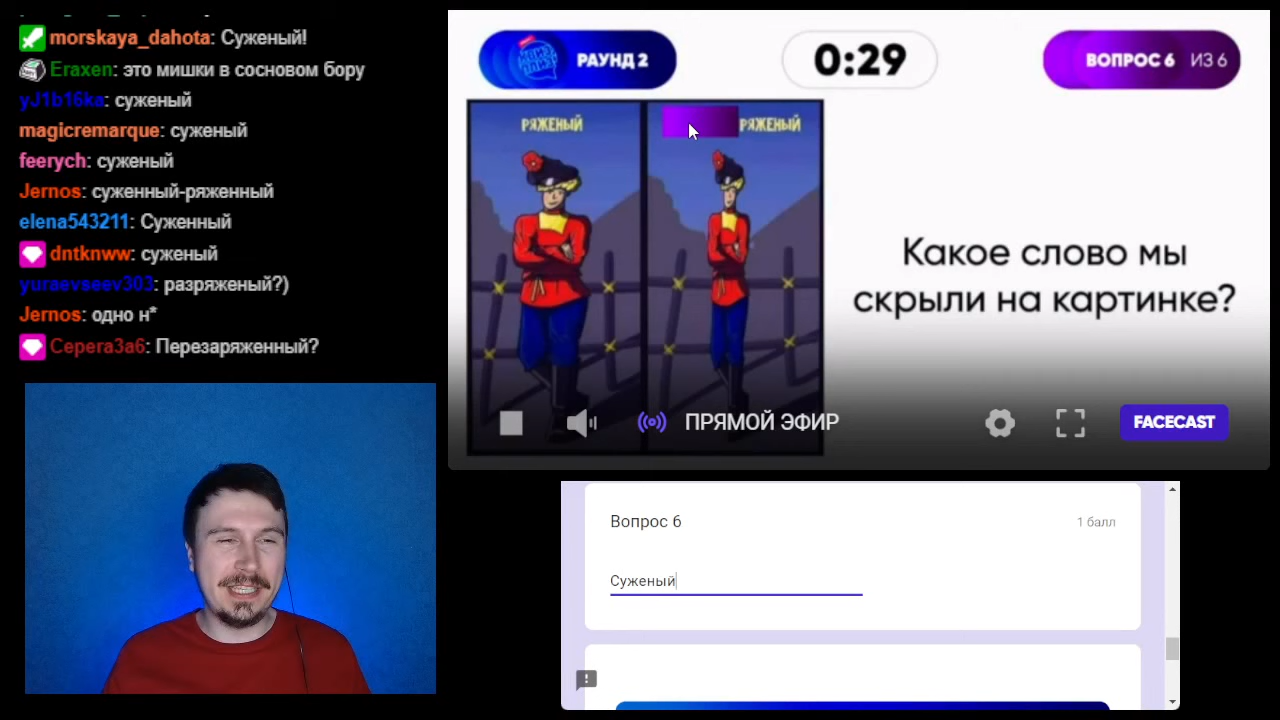 morskaya_dahota: Суженый!
Eraxen: это мишки в сосновом бору
yJ1b16ka: суженый
magicremarque: суженый
feerych: суженый
Jernos: суженный-ряженный
elena543211: Суженный
dntknww: суженый
yuraevseev303: разряженый?)
Jernos: одно н*
Cepera3a6: Перезаряженный?
РАУНД 2
0:29
ВОПРОС 6 ИЗ 6
РЯЖЕНЫЙ
РЯЖЕНЫЙ
Какое слово мы
скрыли на картинке?
ПРЯМОЙ ЭФИР
FACECAST
Вопрос 6
1 балл
Суженый